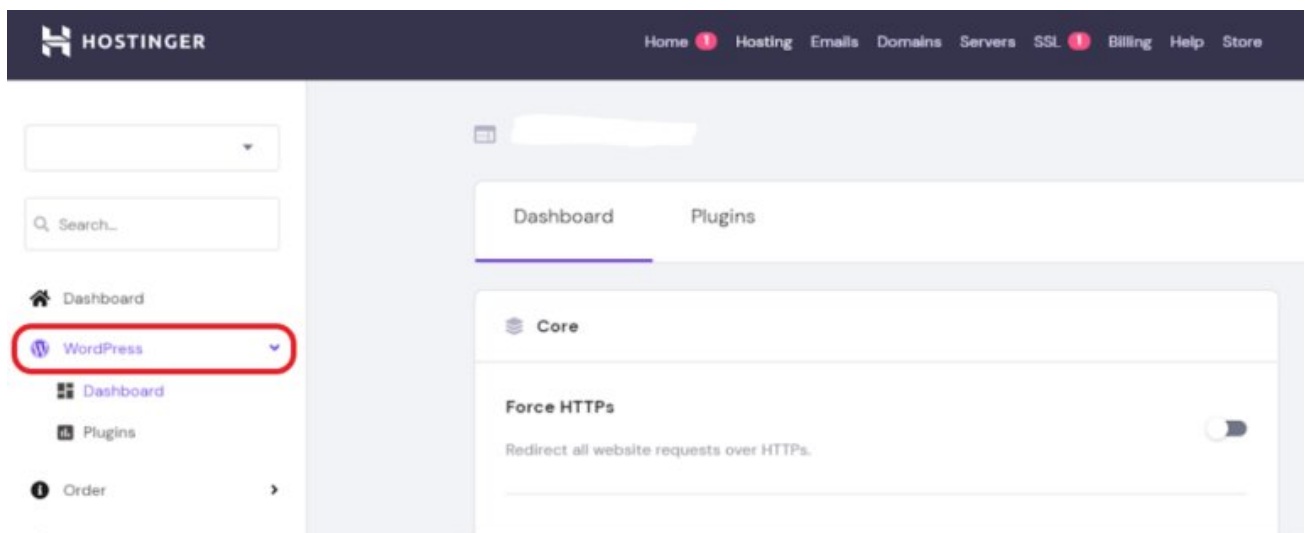 HOSTINGER
Home 1 Hosting Emails Domains Servers SSL 1 Billing Help Store
Search...
Dashboard
WordPress
Dashboard
Plugins
Order
Dashboard Plugins
Core
Force HTTPs
Redirect all website requests over HTTPs.